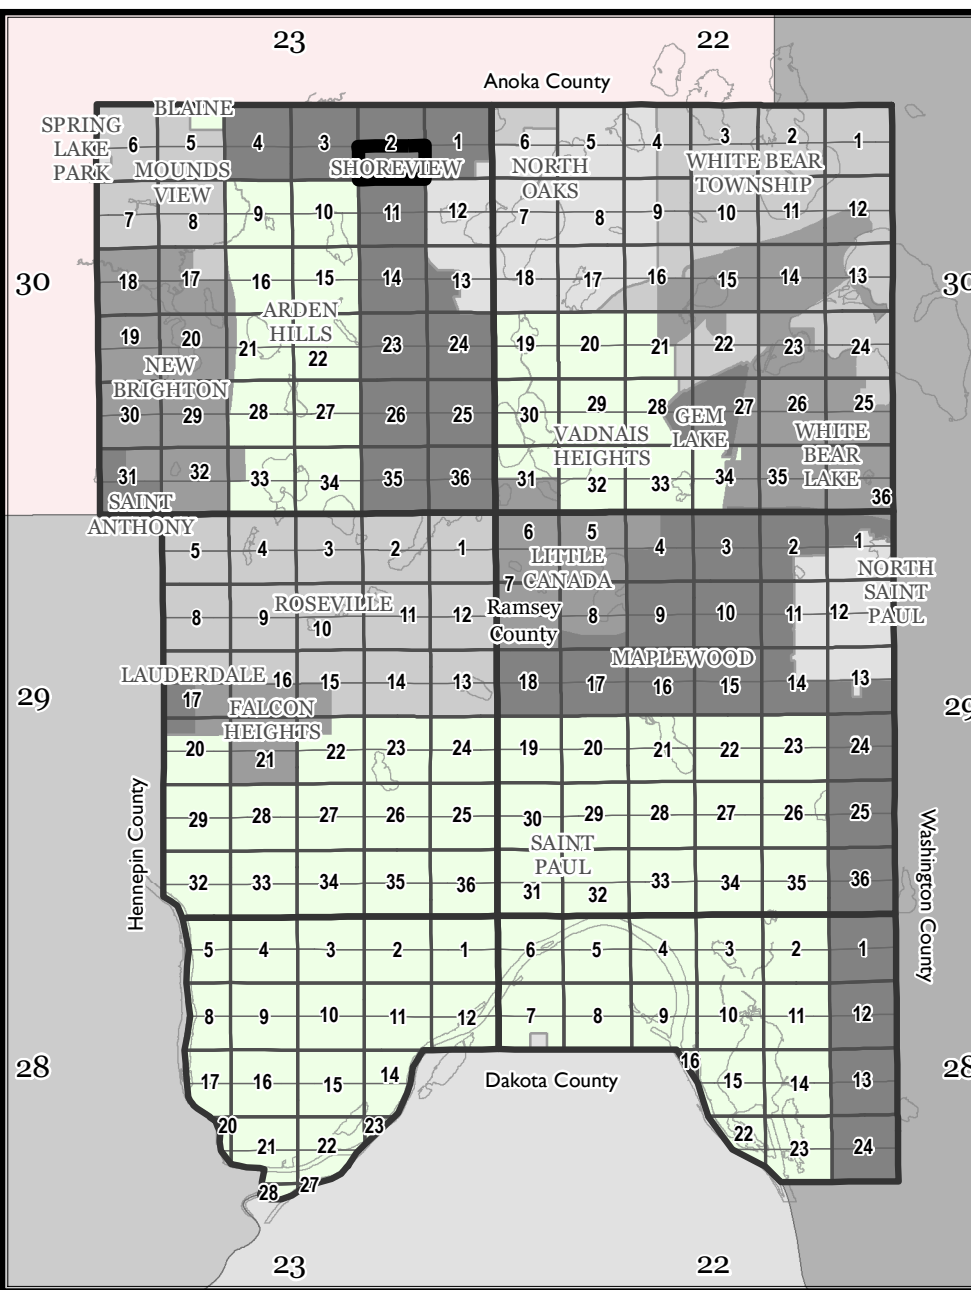 23 22
Anoka County
BLAINE
SPRING
LAKE
PARK
6 5 4 3 2 1 6 5 4 3 2 1
MOUNDS
VIEW
SHOREVIEW
NORTH
OAKS
WHITE BEAR
TOWNSHIP
7 8 9 10 11 12 7 8 9 10 11 12
30 18 17 16 15 14 13 18 17 16 15 14 13 30
ARDEN
HILLS
19 20 21 22 23 24 19 20 21 22 23 24
NEW
BRIGHTON
30 29 28 27 26 25 30 29 28 27 26 25
GEM
LAKE
VADNAIS
HEIGHTS
WHITE
BEAR
LAKE
31 32 33 34 35 36 31 32 33 34 35 36
SAINT
ANTHONY
5 4 3 2 1 6 5 4 3 2 1
LITTLE
CANADA
NORTH
SAINT
PAUL
8 9 10 11 12 7 8 9 10 11 12
ROSEVILLE
Ramsey
County
MAPLEWOOD
LAUDERDALE
29 17 16 15 14 13 18 17 16 15 14 13 29
FALCON
HEIGHTS
20 21 22 23 24 19 20 21 22 23 24
29 28 27 26 25 30 29 28 27 26 25
SAINT
PAUL
32 33 34 35 36 31 32 33 34 35 36
Hennepin County
Washington County
5 4 3 2 1 6 5 4 3 2 1
8 9 10 11 12 7 8 9 10 11 12
28 17 16 15 14 16 15 14 13 28
Dakota County
20 21 22 23 22 23 24
28 27
23 22